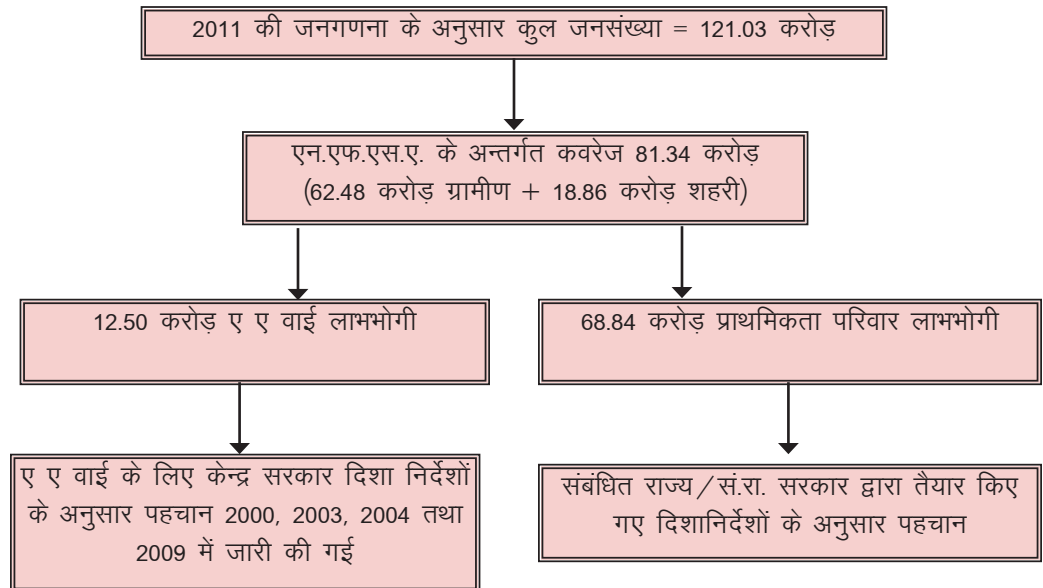 2011 की जनगणना के अनुसार कुल जनसंख्या = 121.03 करोड़
एन.एफ.एस.ए. के अन्तर्गत कवरेज 81.34 करोड़
(62.48 करोड़ ग्रामीण + 18.86 करोड़ शहरी)
12.50 करोड़ ए ए वाई लाभभोगी
68.84 करोड़ प्राथमिकता परिवार लाभभोगी
ए ए वाई के लिए केन्द्र सरकार दिशा निर्देशों
के अनुसार पहचान 2000, 2003, 2004 तथा
2009 में जारी की गई
संबंधित राज्य/सं.रा. सरकार द्वारा तैयार किए
गए दिशानिर्देशों के अनुसार पहचान